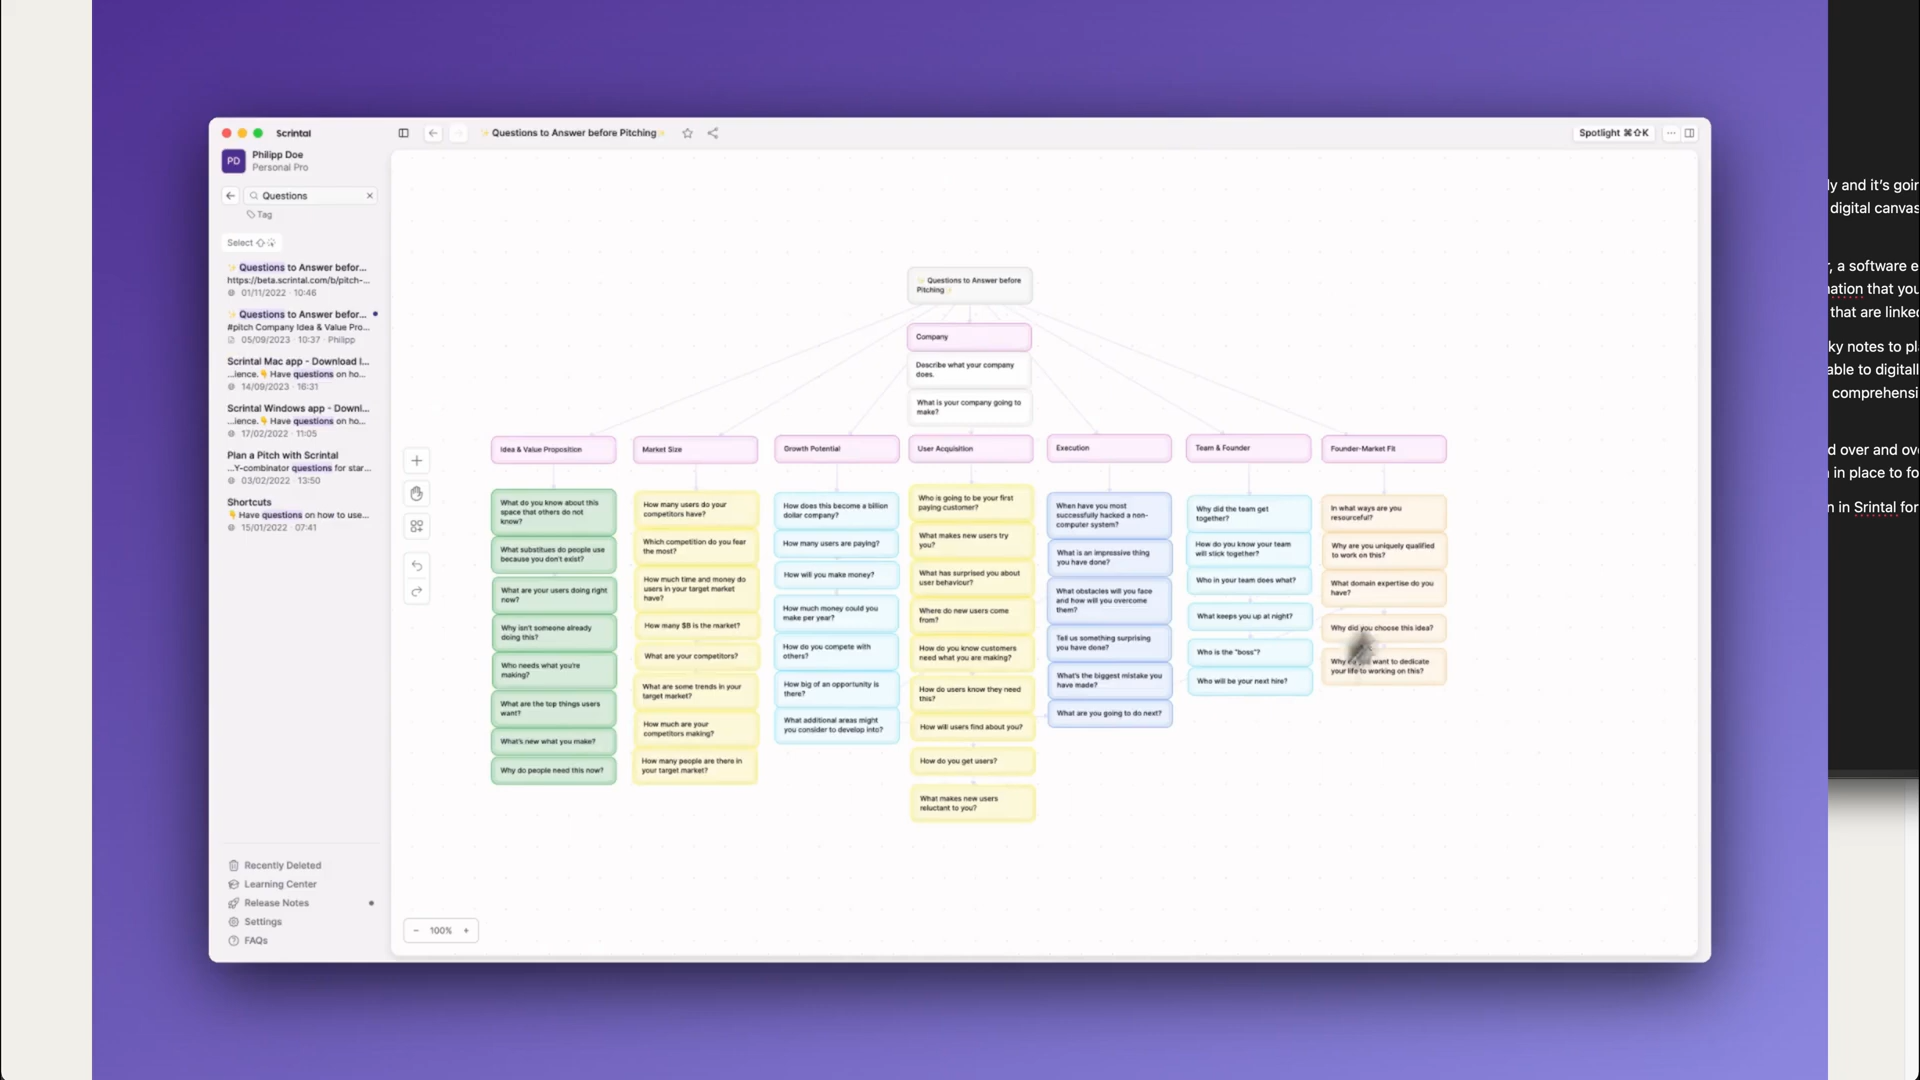 Scrintal
✨ Questions to Answer before Pitching ✨
Spotlight ⌘⇧K
PD
Philipp Doe
Personal Pro
Questions
Tag
Select
✨ Questions to Answer befor...
https://beta.scrintal.com/b/pitch-...
01/11/2022 · 10:46
✨ Questions to Answer befor...
#pitch Company Idea & Value Pro...
05/09/2023 · 10:37 · Philipp
Scrintal Mac app - Download i...
...ience.👇 Have questions on ho...
14/09/2023 · 16:31
Scrintal Windows app - Downl...
...ience.👇 Have questions on ho...
17/02/2022 · 11:05
Plan a Pitch with Scrintal
...Y-combinator questions for star...
03/02/2022 · 13:50
Shortcuts
👇 Have questions on how to use...
15/01/2022 · 07:41
Recently Deleted
Learning Center
Release Notes
Settings
FAQs
− 100% +
✨ Questions to Answer before
Pitching ✨
Company
Describe what your company
does.
What is your company going to
make?
Idea & Value Proposition
What do you know about this
space that others do not
know?
What substitues do people use
because you don't exist?
What are your users doing right
now?
Why isn't someone already
doing this?
Who needs what you're
making?
What are the top things users
want?
What's new what you make?
Why do people need this now?
Market Size
How many users do your
competitors have?
Which competition do you fear
the most?
How much time and money do
users in your target market
have?
How many $B is the market?
What are your competitors?
What are some trends in your
target market?
How much are your
competitors making?
How many people are there in
your target market?
Growth Potential
How does this become a billion
dollar company?
How many users are paying?
How will you make money?
How much money could you
make per year?
How do you compete with
others?
How big of an opportunity is
there?
What additional areas might
you consider to develop into?
User Acquisition
Who is going to be your first
paying customer?
What makes new users try
you?
What has surprised you about
user behaviour?
Where do new users come
from?
How do you know customers
need what you are making?
How do users know they need
this?
How will users find about you?
How do you get users?
What makes new users
reluctant to you?
Execution
When have you most
successfully hacked a non-
computer system?
What is an impressive thing
you have done?
What obstacles will you face
and how will you overcome
them?
Tell us something surprising
you have done?
What's the biggest mistake you
have made?
What are you going to do next?
Team & Founder
Why did the team get
together?
How do you know your team
will stick together?
Who in your team does what?
What keeps you up at night?
Who is the "boss"?
Who will be your next hire?
Founder-Market Fit
In what ways are you
resourceful?
Why are you uniquely qualified
to work on this?
What domain expertise do you
have?
Why did you choose this idea?
Why want to dedicate
your life to working on this?
ly and it's goin
digital canvas
r, a software e
nation that you
that are linked
ky notes to pl
able to digitall
comprehensi
d over and ov
n in place to fo
n in Srintal for